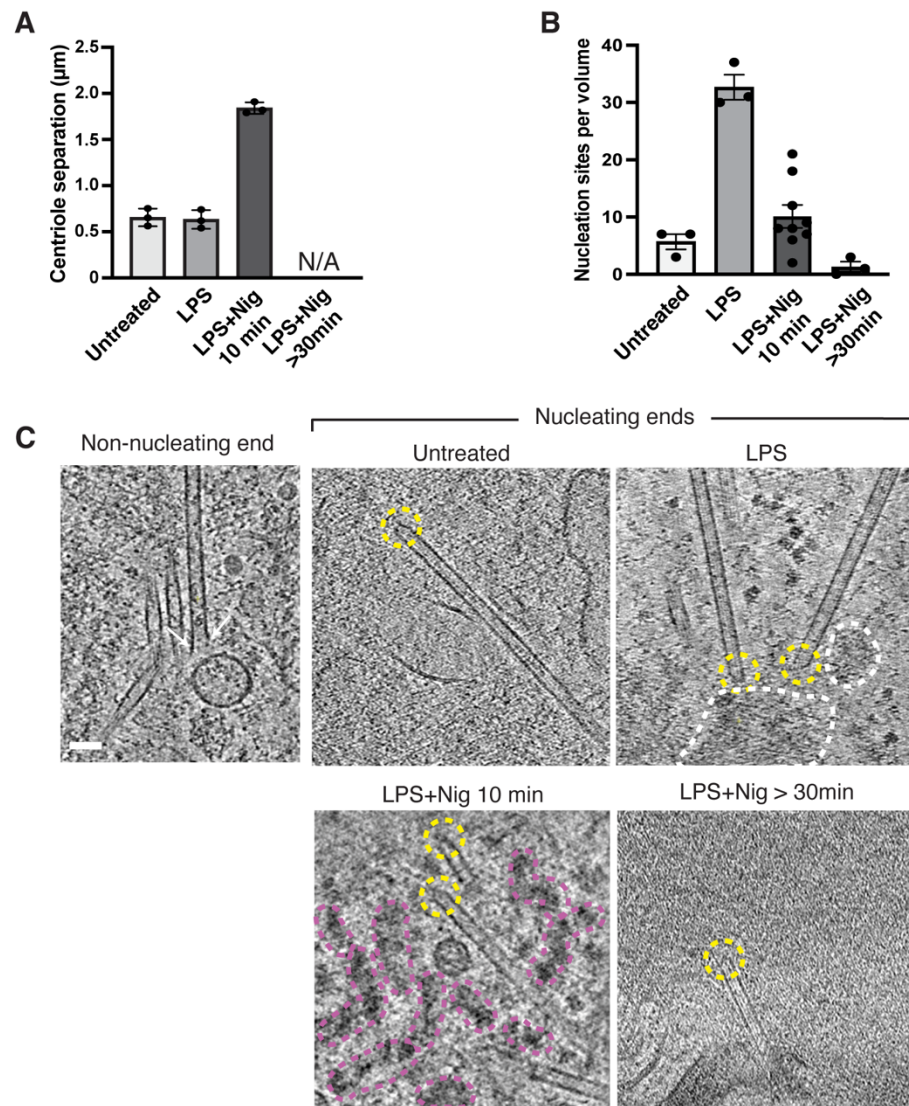 A
Centriole separation (µm)
2.5
2.0
1.5
1.0
0.5
0
N/A
Untreated
LPS
LPS+Nig
10 min
LPS+Nig
>30min
B
Nucleation sites per volume
40
30
20
10
0
Untreated
LPS
LPS+Nig
10 min
LPS+Nig
>30min
C
Nucleating ends
Non-nucleating end
Untreated
LPS
LPS+Nig 10 min
LPS+Nig > 30min